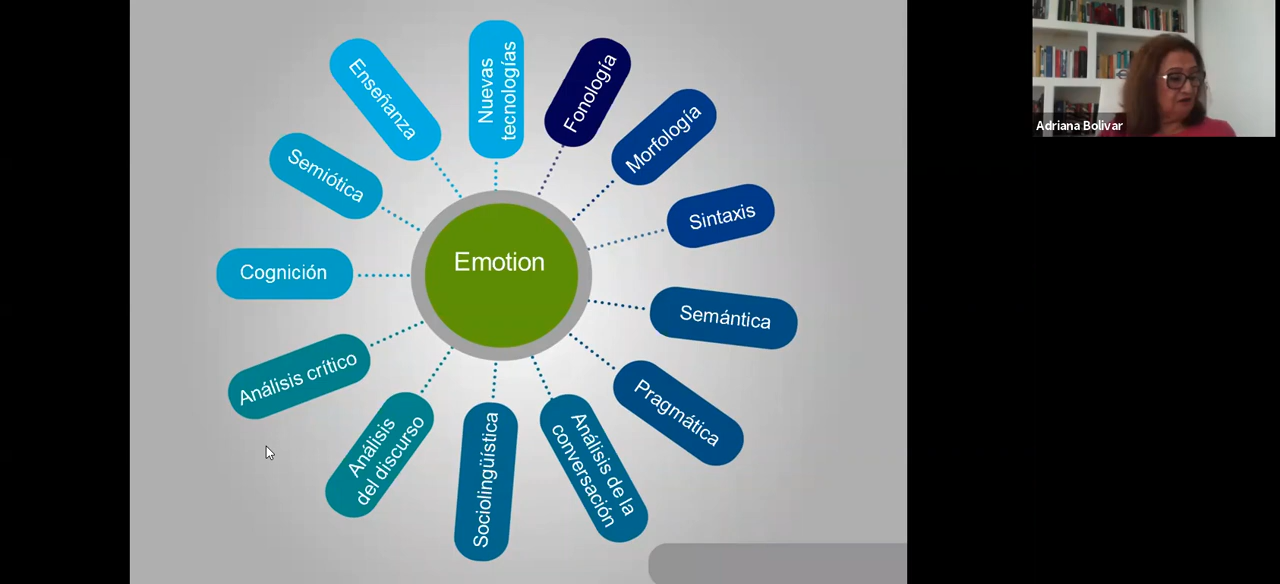 Emotion
Nuevas
tecnologías
Fonología
Morfología
Sintaxis
Semántica
Pragmática
Análisis de la
conversación
Sociolingüística
Análisis
del discurso
Análisis crítico
Cognición
Semiótica
Enseñanza
Adriana Bolivar